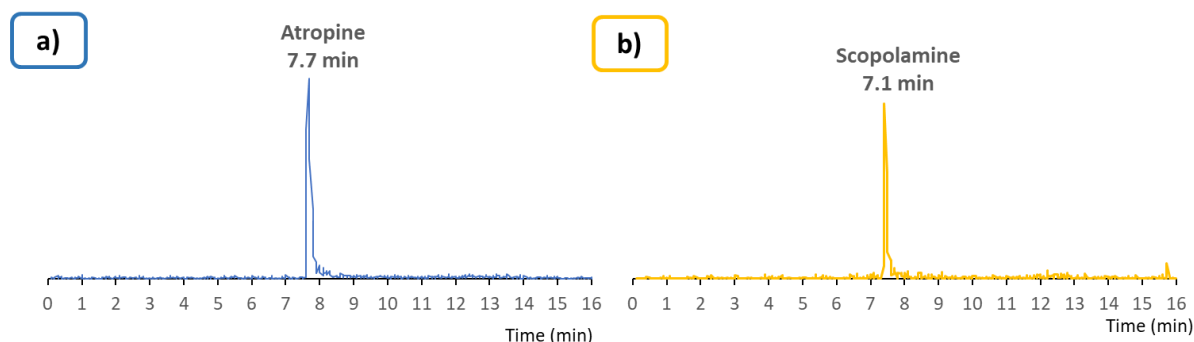 a)
Atropine
7.7 min
0 1 2 3 4 5 6 7 8 9 10 11 12 13 14 15 16
Time (min)
b)
Scopolamine
7.1 min
0 1 2 3 4 5 6 7 8 9 10 11 12 13 14 15 16
Time (min)